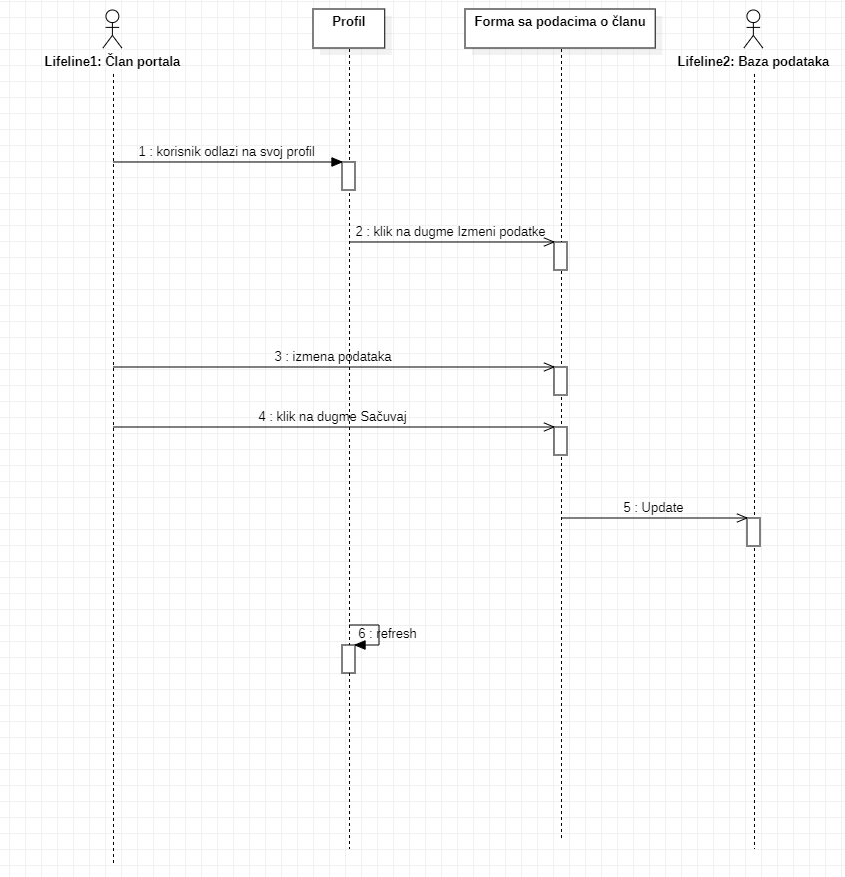 Profil
Forma sa podacima o članu
Lifeline1: Član portala
Lifeline2: Baza podataka
1 : korisnik odlazi na svoj profil
2 : klik na dugme Izmeni podatke
3 : izmena podataka
4 : klik na dugme Sačuvaj
5 : Update
6 : refresh